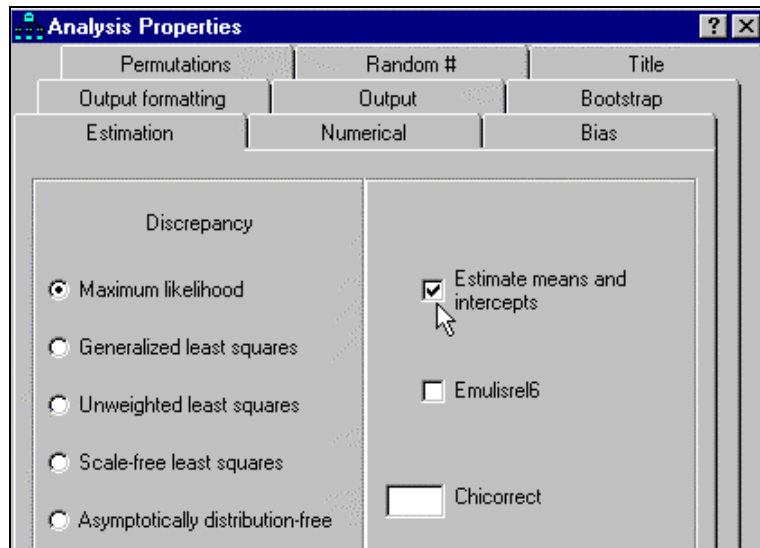 Analysis Properties
Permutations
Random #
Title
Output formatting
Output
Bootstrap
Estimation
Numerical
Bias
Discrepancy
Maximum likelihood
Generalized least squares
Unweighted least squares
Scale-free least squares
Asymptotically distribution-free
Estimate means and
intercepts
Emulisrel6
Chicorrect